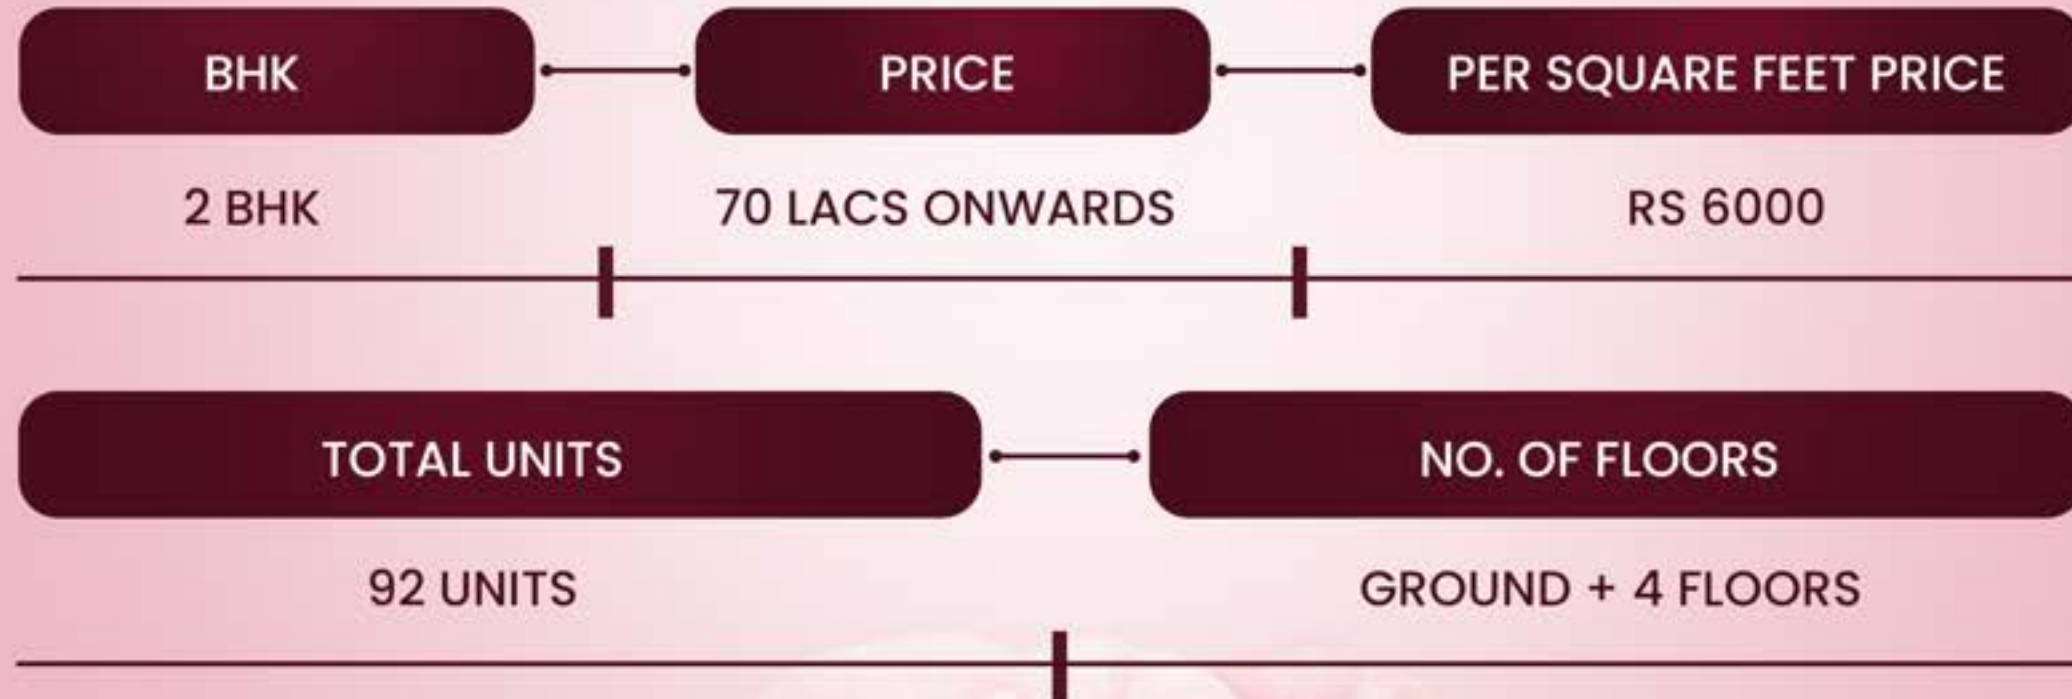 BHK
PRICE
PER SQUARE FEET PRICE
2 BHK
70 LACS ONWARDS
RS 6000
TOTAL UNITS
NO. OF FLOORS
92 UNITS
GROUND + 4 FLOORS